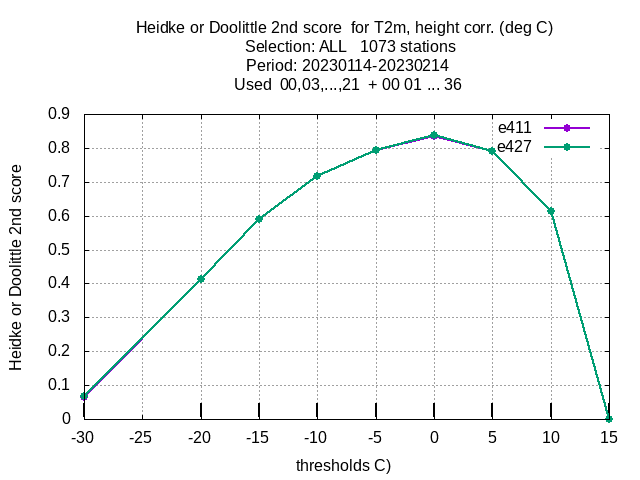 Heidke or Doolittle 2nd score  for T2m, height corr. (deg C)
Selection: ALL   1073 stations
Period: 20230114-20230214
Used  00,03,...,21  + 00 01 ... 36
e411
e427
Heidke or Doolittle 2nd score
0.9
0.8
0.7
0.6
0.5
0.4
0.3
0.2
0.1
0
-30 -25 -20 -15 -10 -5 0 5 10 15
thresholds C)